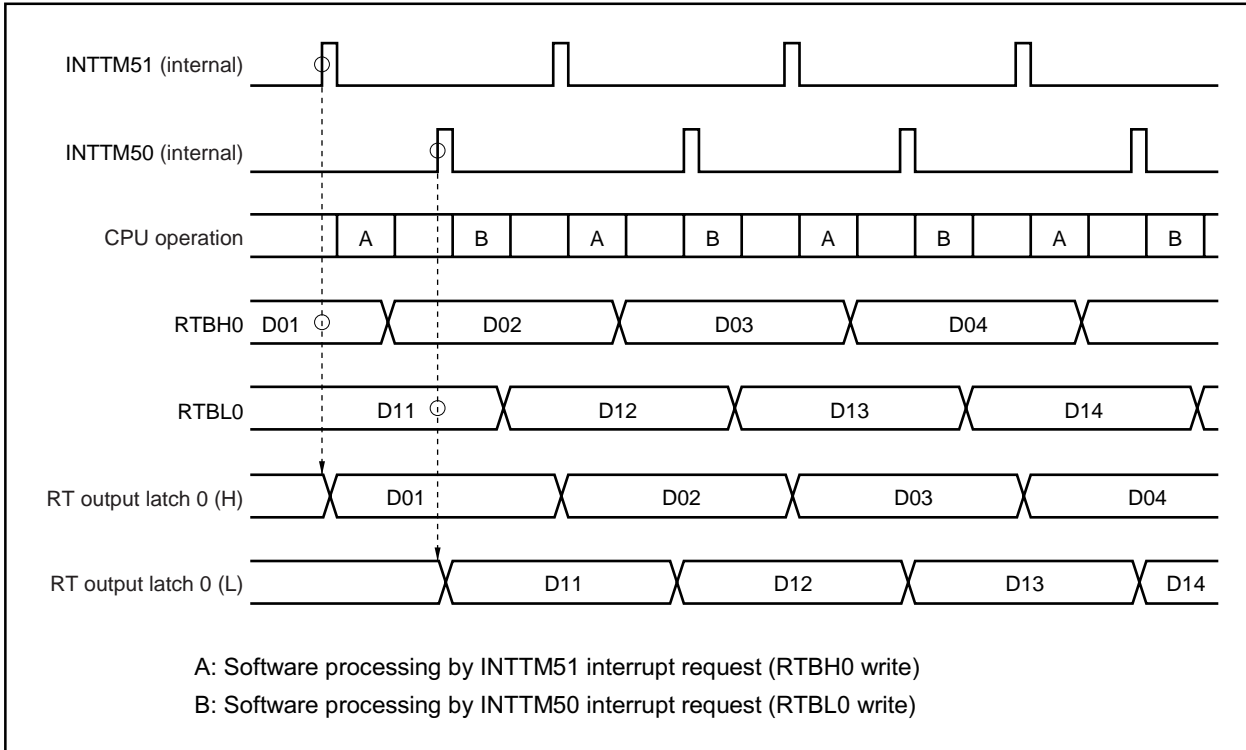 INTTM51 (internal)
INTTM50 (internal)
CPU operation A B A B A B A B
RTBH0 D01 D02 D03 D04
RTBL0 D11 D12 D13 D14
RT output latch 0 (H) D01 D02 D03 D04
RT output latch 0 (L) D11 D12 D13 D14
A: Software processing by INTTM51 interrupt request (RTBH0 write)
B: Software processing by INTTM50 interrupt request (RTBL0 write)